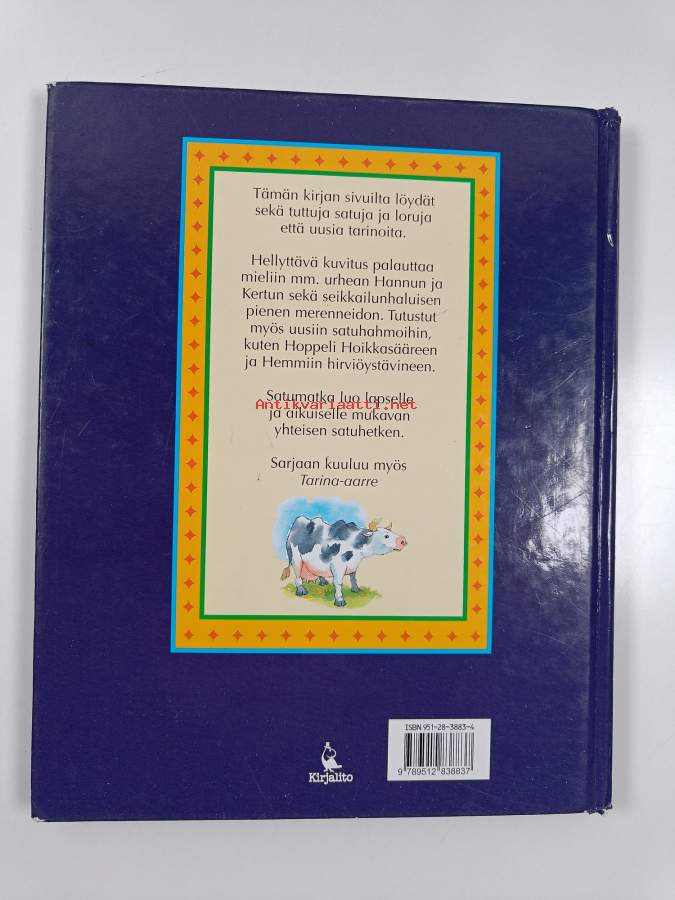 Tämän kirjan sivuilta löydät
sekä tuttuja satuja ja loruja
että uusia tarinoita.
Hellyttävä kuvitus palauttaa
mieliin mm. urhean Hannun ja
Kertun sekä seikkailunhaluisen
pienen merenneidon. Tutustut
myös uusiin satuhahmoihin,
kuten Hoppeli Hoikkasääreen
ja Hemmiin hirviöystävineen.
Satumatka luo lapselle
Antikvariaatti.net
ja aikuiselle mukavan
yhteisen satuhetken.
Sarjaan kuuluu myös
Tarina-aarre
ISBN 951-28-3883-4
9 789512 838837
Kirjalito